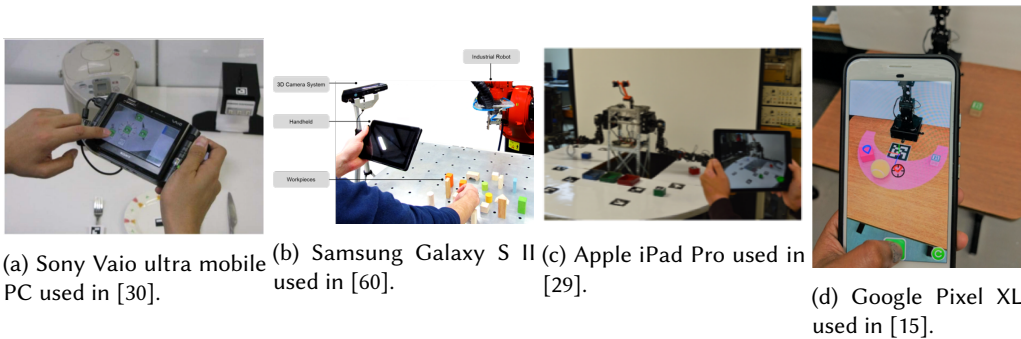 Industrial Robot
3D Camera System
Handheld
Workpieces
(a) Sony Vaio ultra mobile
PC used in [30].
(b) Samsung Galaxy S II
used in [60].
(c) Apple iPad Pro used in
[29].
(d) Google Pixel XL
used in [15].